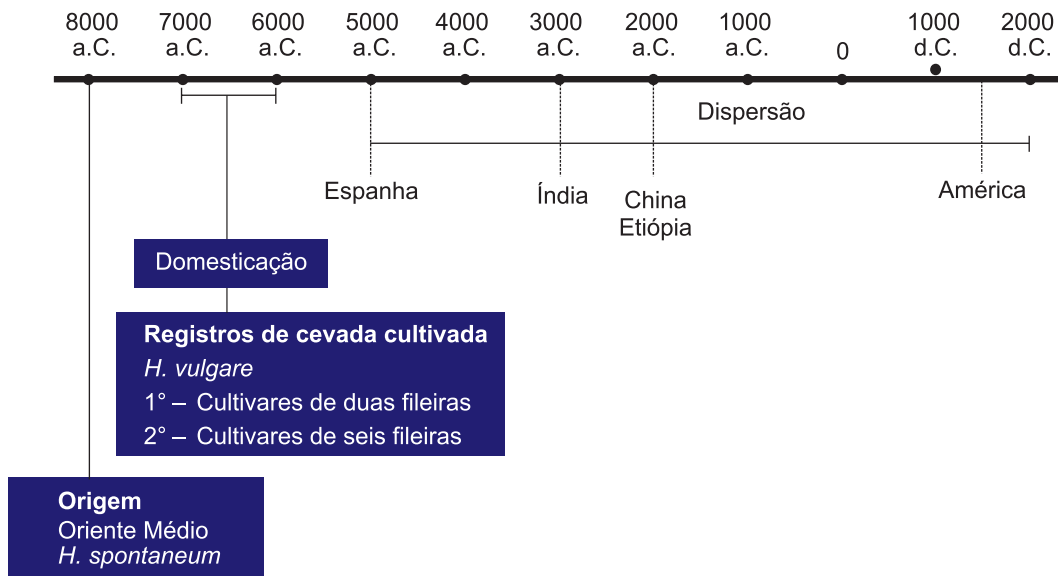 8000 7000 6000 5000 4000 3000 2000 1000 0 1000 2000
a.C. a.C. a.C. a.C. a.C. a.C. a.C. a.C. d.C. d.C.
Dispersão
Espanha Índia China América
Etiópia
Domesticação
Registros de cevada cultivada
H. vulgare
1° – Cultivares de duas fileiras
2° – Cultivares de seis fileiras
Origem
Oriente Médio
H. spontaneum